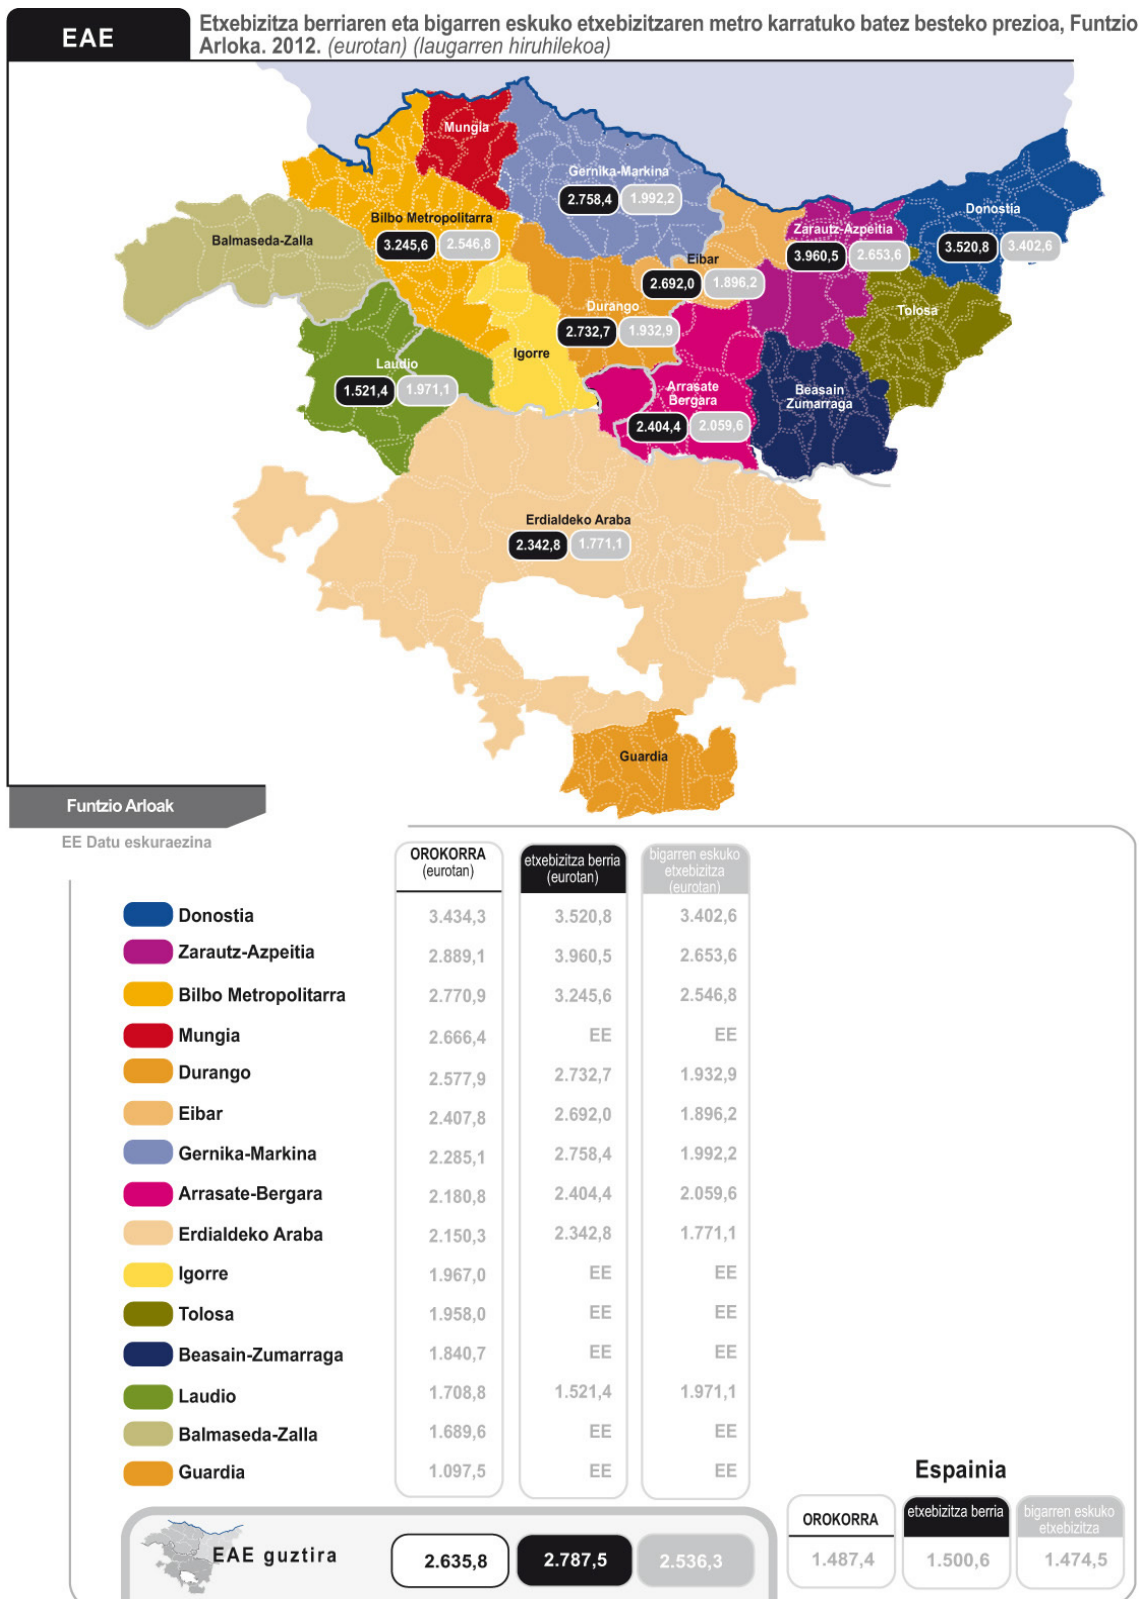 EAE
Etxebizitza berriaren eta bigarren eskuko etxebizitzaren metro karratuko batez besteko prezioa, Funtzio
Arloka. 2012. (eurotan) (laugarren hiruhilekoa)
Mungia
Gernika-Markina
2.758,4 1.992,2
Donostia
3.520,8 3.402,6
Bilbo Metropolitarra
3.245,6 2.546,8
Zarautz-Azpeitia
3.960,5 2.653,6
Balmaseda-Zalla
Eibar
2.692,0 1.896,2
Durango
2.732,7 1.932,9
Tolosa
Igorre
Laudio
1.521,4 1.971,1
Arrasate
Bergara
2.404,4 2.059,6
Beasain
Zumarraga
Erdialdeko Araba
2.342,8 1.771,1
Guardia
Funtzio Arloak
EE Datu eskuraezina
OROKORRA
(eurotan)
etxebizitza berria
(eurotan)
bigarren eskuko
etxebizitza
(eurotan)
Donostia 3.434,3 3.520,8 3.402,6
Zarautz-Azpeitia 2.889,1 3.960,5 2.653,6
Bilbo Metropolitarra 2.770,9 3.245,6 2.546,8
Mungia 2.666,4 EE EE
Durango 2.577,9 2.732,7 1.932,9
Eibar 2.407,8 2.692,0 1.896,2
Gernika-Markina 2.285,1 2.758,4 1.992,2
Arrasate-Bergara 2.180,8 2.404,4 2.059,6
Erdialdeko Araba 2.150,3 2.342,8 1.771,1
Igorre 1.967,0 EE EE
Tolosa 1.958,0 EE EE
Beasain-Zumarraga 1.840,7 EE EE
Laudio 1.708,8 1.521,4 1.971,1
Balmaseda-Zalla 1.689,6 EE EE
Guardia 1.097,5 EE EE
EAE guztira 2.635,8 2.787,5 2.536,3
Espainia
OROKORRA
etxebizitza berria
bigarren eskuko
etxebizitza
1.487,4 1.500,6 1.474,5